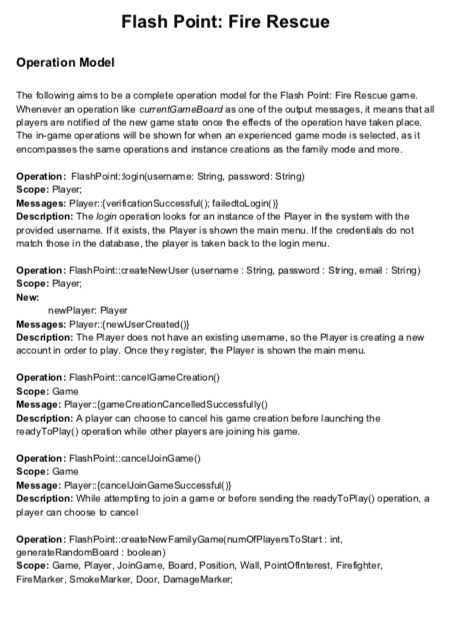 Flash Point: Fire Rescue
Operation Model
The following aims to be a complete operation model for the Flash Point: Fire Rescue game.
Whenever an operation like currentGameBoard as one of the output messages, it means that all
players are notified of the new game state once the effects of the operation have taken place.
The in-game operations will be shown for when an experienced game mode is selected, as it
encompasses the same operations and instance creations as the family mode and more.
Operation: FlashPoint::login(username: String, password: String)
Scope: Player;
Messages: Player::{verificationSuccessful(); failedtoLogin()}
Description: The login operation looks for an instance of the Player in the system with the
provided username. If it exists, the Player is shown the main menu. If the credentials do not
match those in the database, the player is taken back to the login menu.
Operation: FlashPoint::createNewUser (username : String, password : String, email : String)
Scope: Player;
New:
newPlayer: Player
Messages: Player::{newUserCreated()}
Description: The Player does not have an existing username, so the Player is creating a new
account in order to play. Once they register, the Player is shown the main menu.
Operation: FlashPoint::cancelGameCreation()
Scope: Game
Message: Player::{gameCreationCancelledSuccessfully()
Description: A player can choose to cancel his game creation before launching the
readyToPlay() operation while other players are joining his game.
Operation: FlashPoint::cancelJoinGame()
Scope: Game
Message: Player::{cancelJoinGameSuccessful()}
Description: While attempting to join a game or before sending the readyToPlay() operation, a
player can choose to cancel
Operation: FlashPoint::createNewFamilyGame(numOfPlayersToStart : int,
generateRandomBoard : boolean)
Scope: Game, Player, JoinGame, Board, Position, Wall, PointOfInterest, Firefighter,
FireMarker, SmokeMarker, Door, DamageMarker;